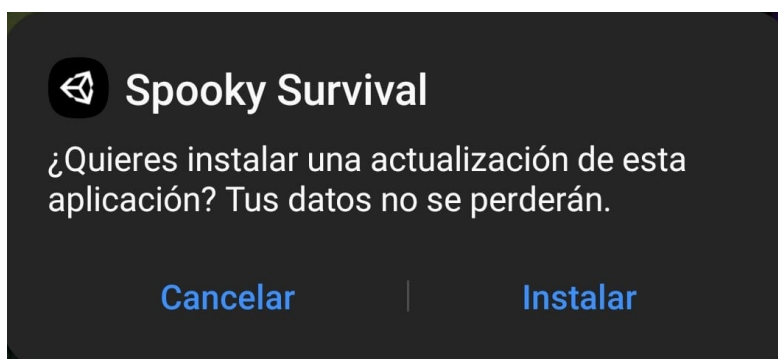 Spooky Survival
¿Quieres instalar una actualización de esta
aplicación? Tus datos no se perderán.
Cancelar
Instalar